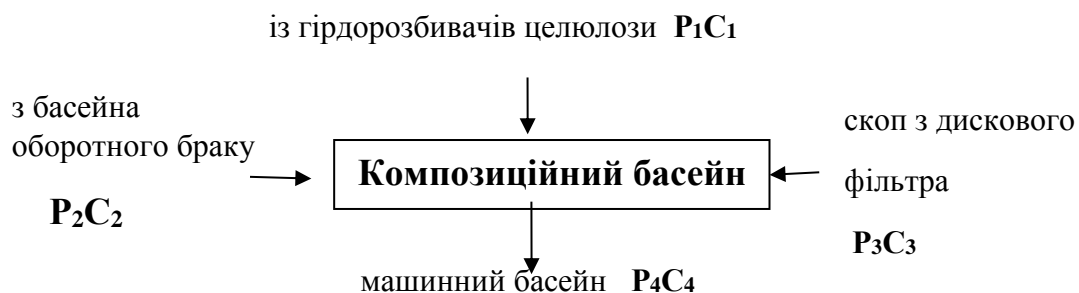 із гірдорозбивачів целюлози P₁C₁
з басейна
оборотного браку
P₂C₂
Композиційний басейн
скоп з дискового
фільтра
P₃C₃
машинний басейн P₄C₄